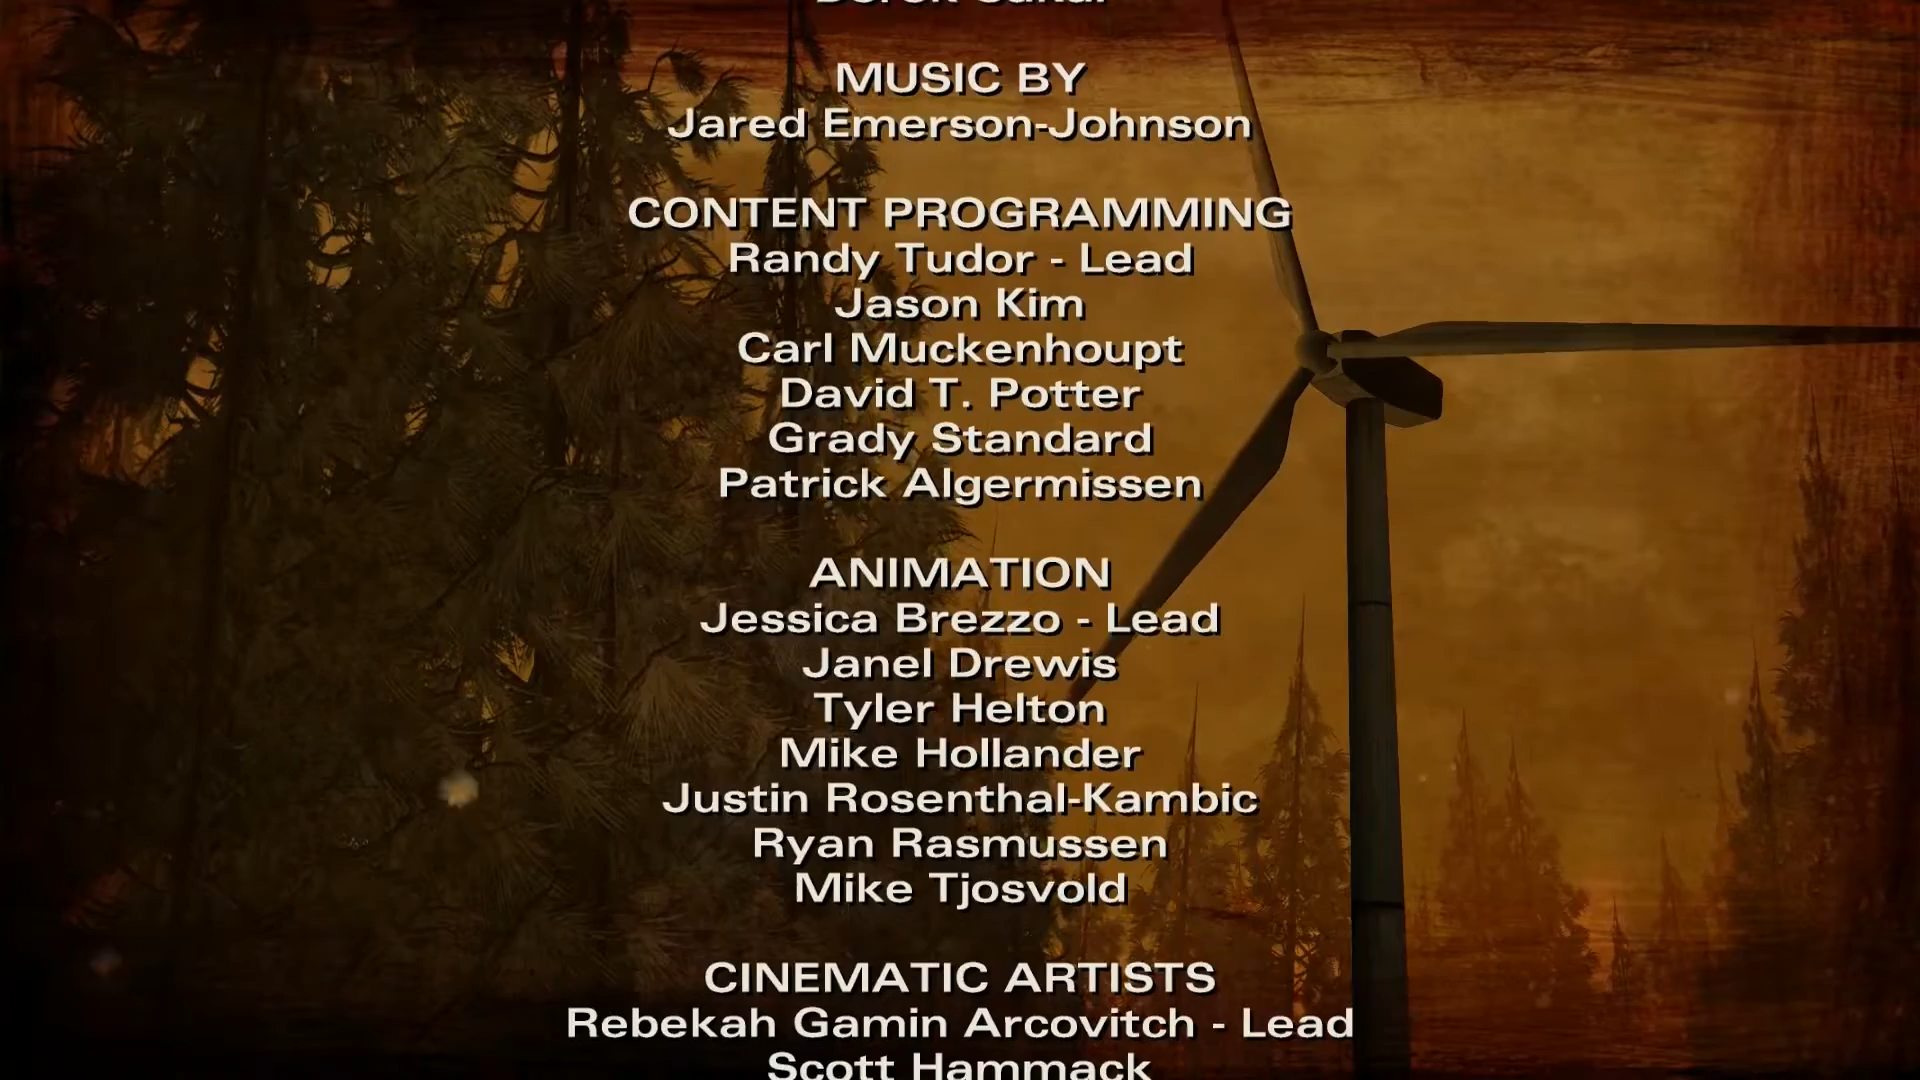 MUSIC BY
Jared Emerson-Johnson
CONTENT PROGRAMMING
Randy Tudor - Lead
Jason Kim
Carl Muckenhoupt
David T. Potter
Grady Standard
Patrick Algermissen
ANIMATION
Jessica Brezzo - Lead
Janel Drewis
Tyler Helton
Mike Hollander
Justin Rosenthal-Kambic
Ryan Rasmussen
Mike Tjosvold
CINEMATIC ARTISTS
Rebekah Gamin Arcovitch - Lead
Scott Hammack